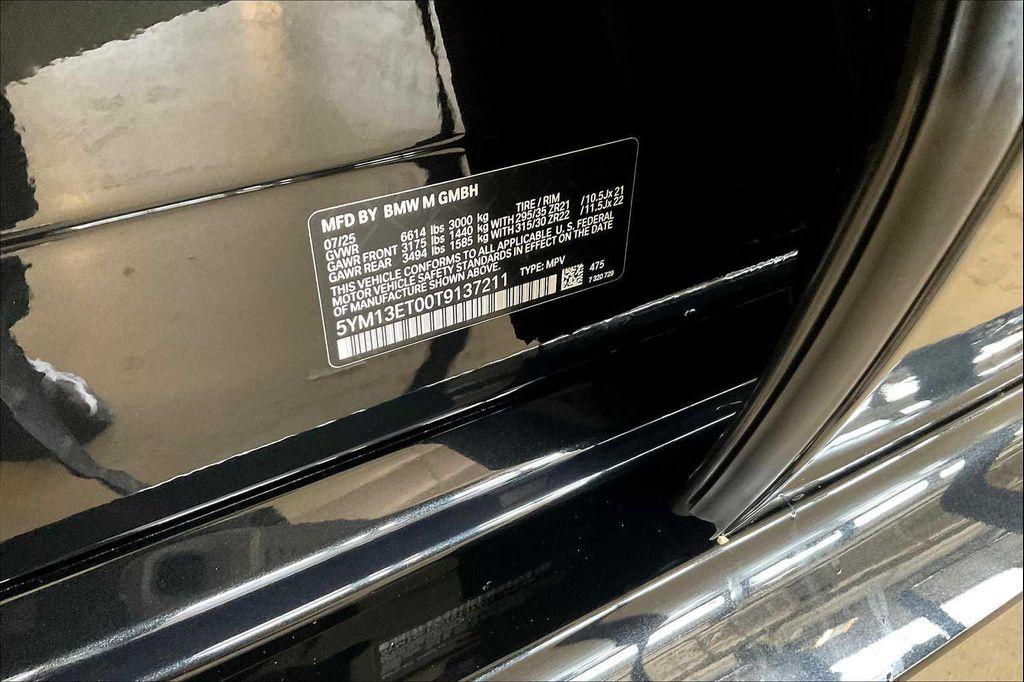 MFD BY BMW M GMBH
07/25 TIRE / RIM
GVWR 6614 lbs 3000 kg
GAWR FRONT 3175 lbs 1440 kg WITH 295/35 ZR21 /10.5Jx 21
GAWR REAR 3494 lbs 1585 kg WITH 315/30 ZR22 /11.5Jx 22
THIS VEHICLE CONFORMS TO ALL APPLICABLE U. S. FEDERAL
MOTOR VEHICLE SAFETY STANDARDS IN EFFECT ON THE DATE
OF MANUFACTURE SHOWN ABOVE. TYPE: MPV
5YM13ET00T9137211
475
7 320 729